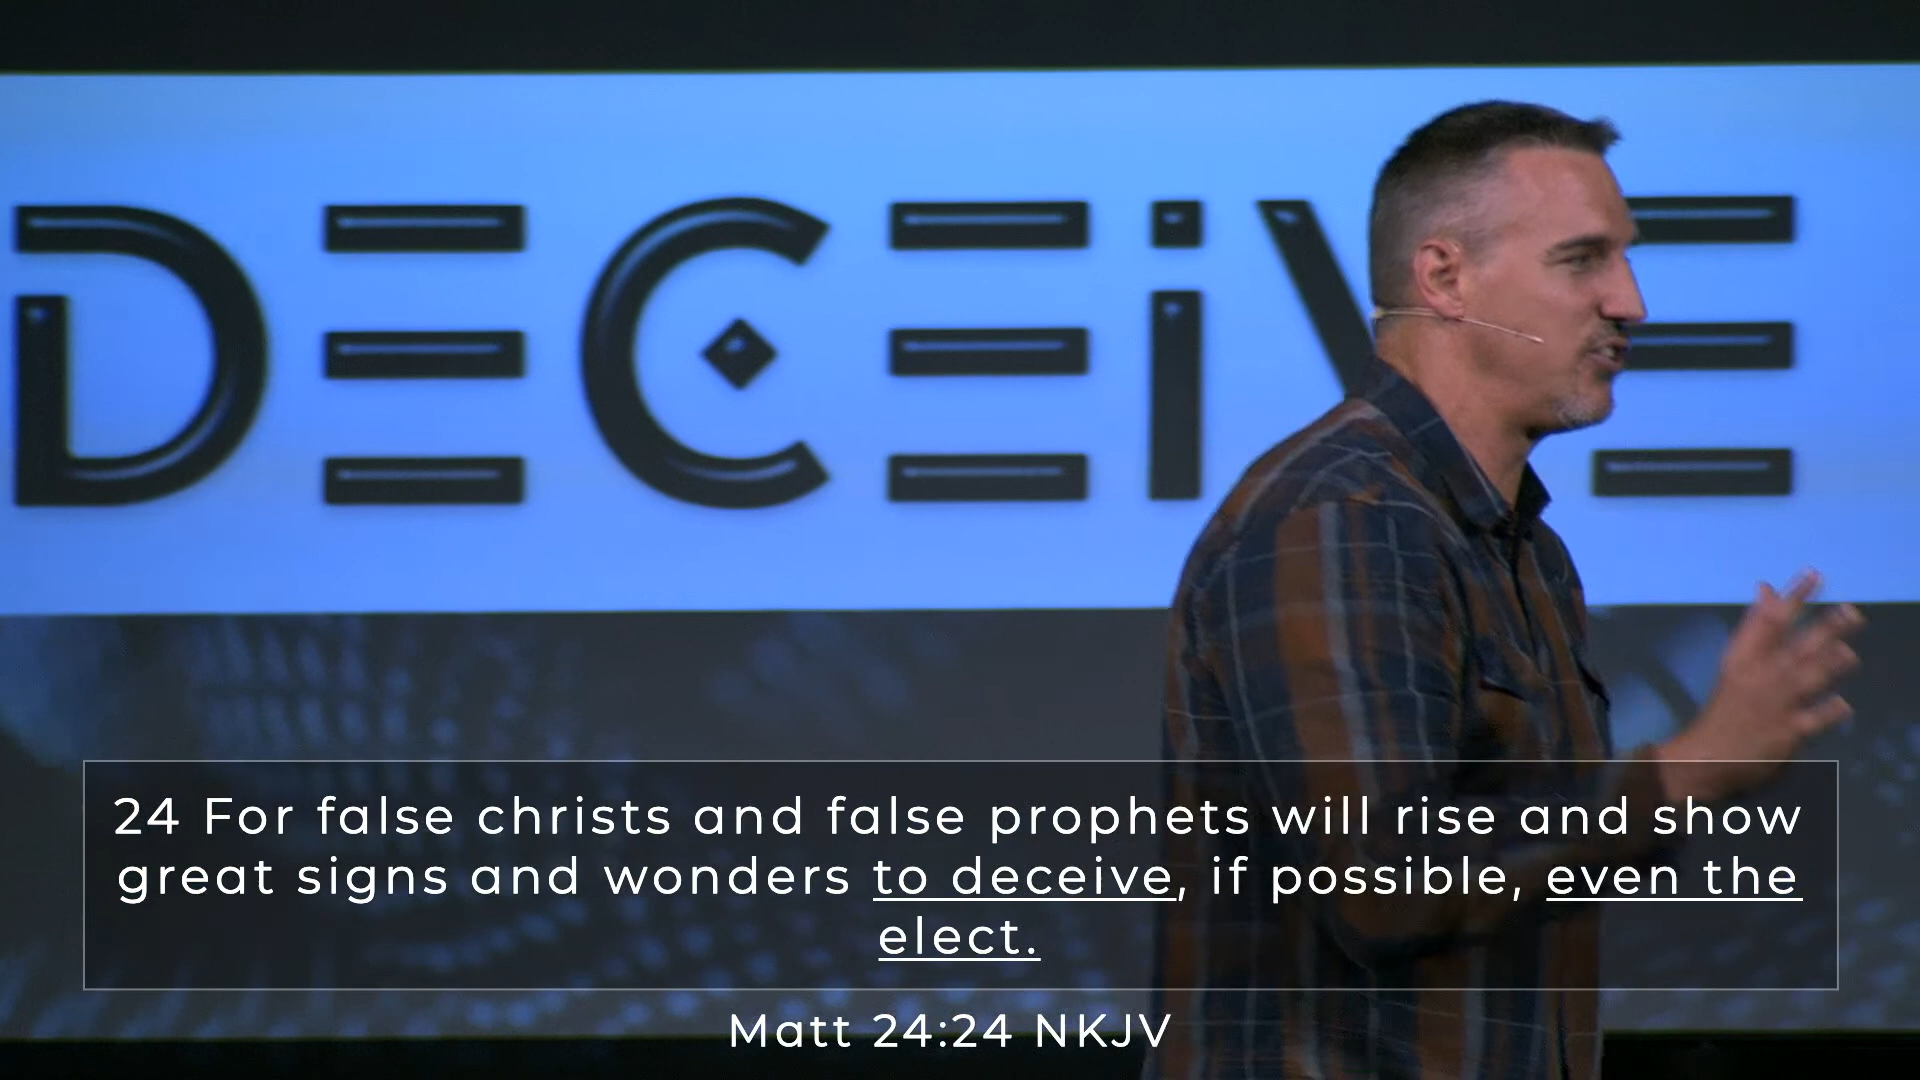 DECEiVE
24 For false christs and false prophets will rise and show
great signs and wonders to deceive, if possible, even the
elect.
Matt 24:24 NKJV